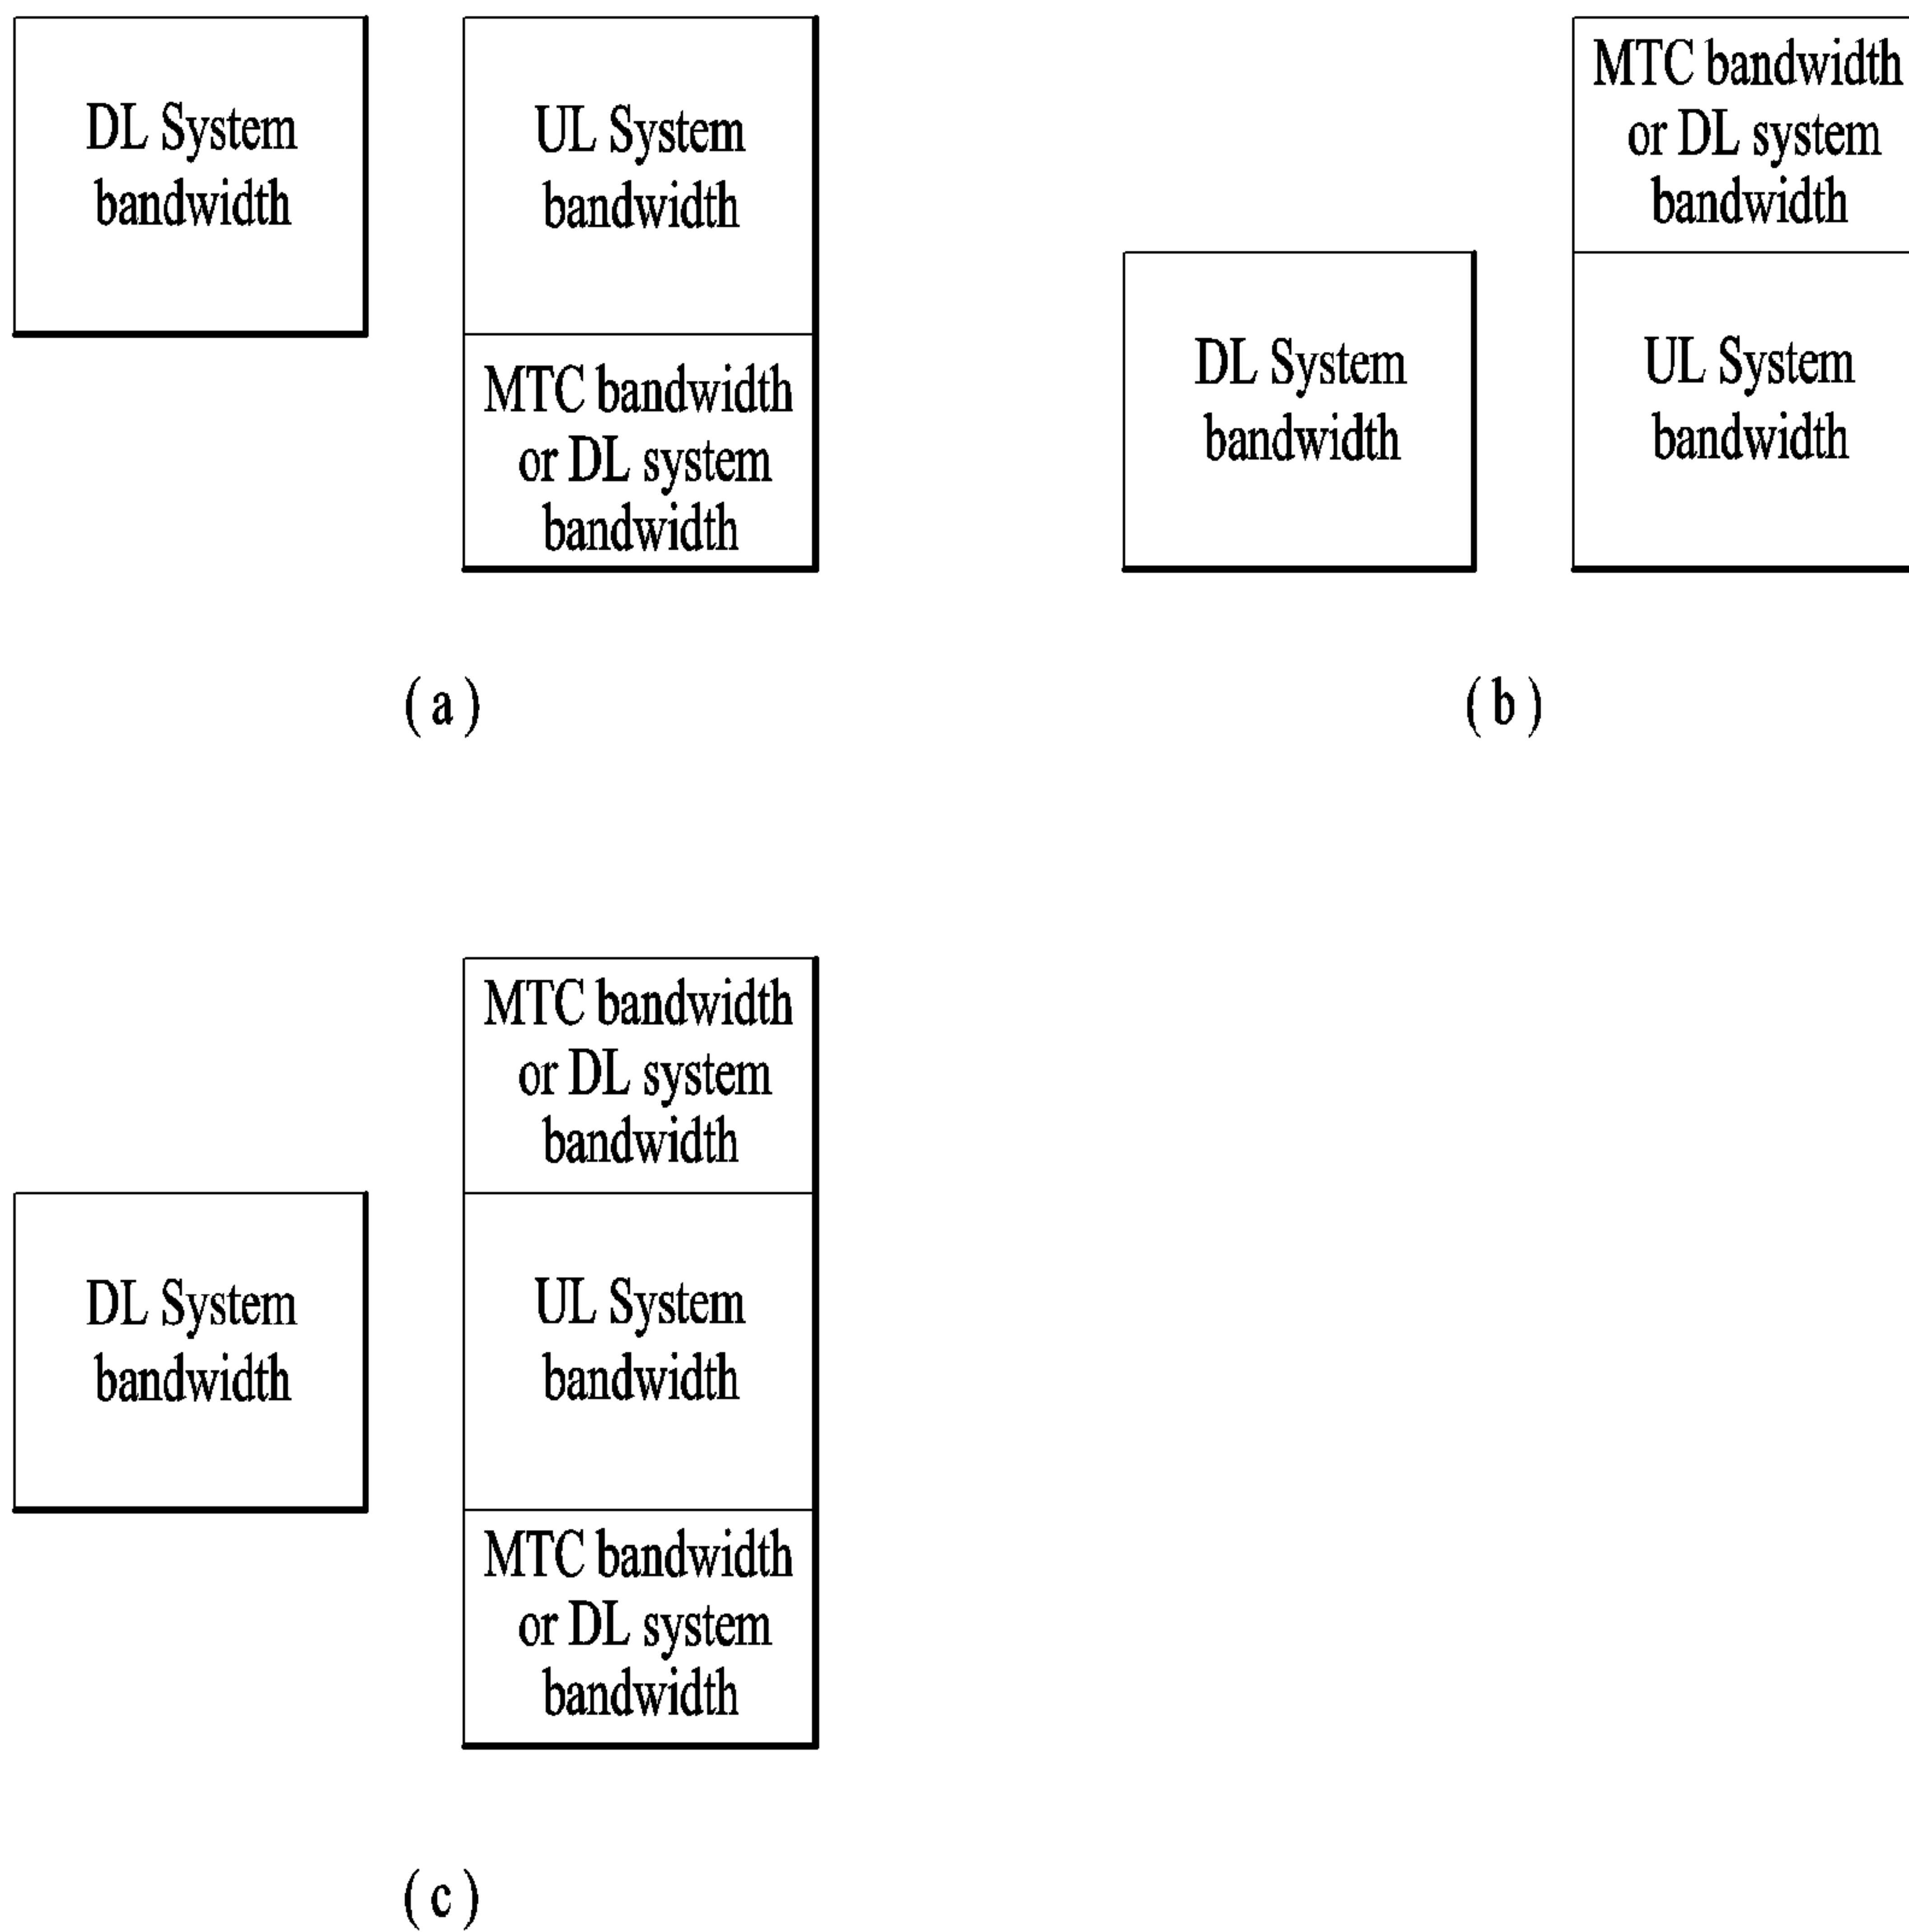 DL System
bandwidth
UL System
bandwidth
MTC bandwidth
or DL system
bandwidth
(a)
MTC bandwidth
or DL system
bandwidth
DL System
bandwidth
UL System
bandwidth
(b)
MTC bandwidth
or DL system
bandwidth
DL System
bandwidth
UL System
bandwidth
MTC bandwidth
or DL system
bandwidth
(c)